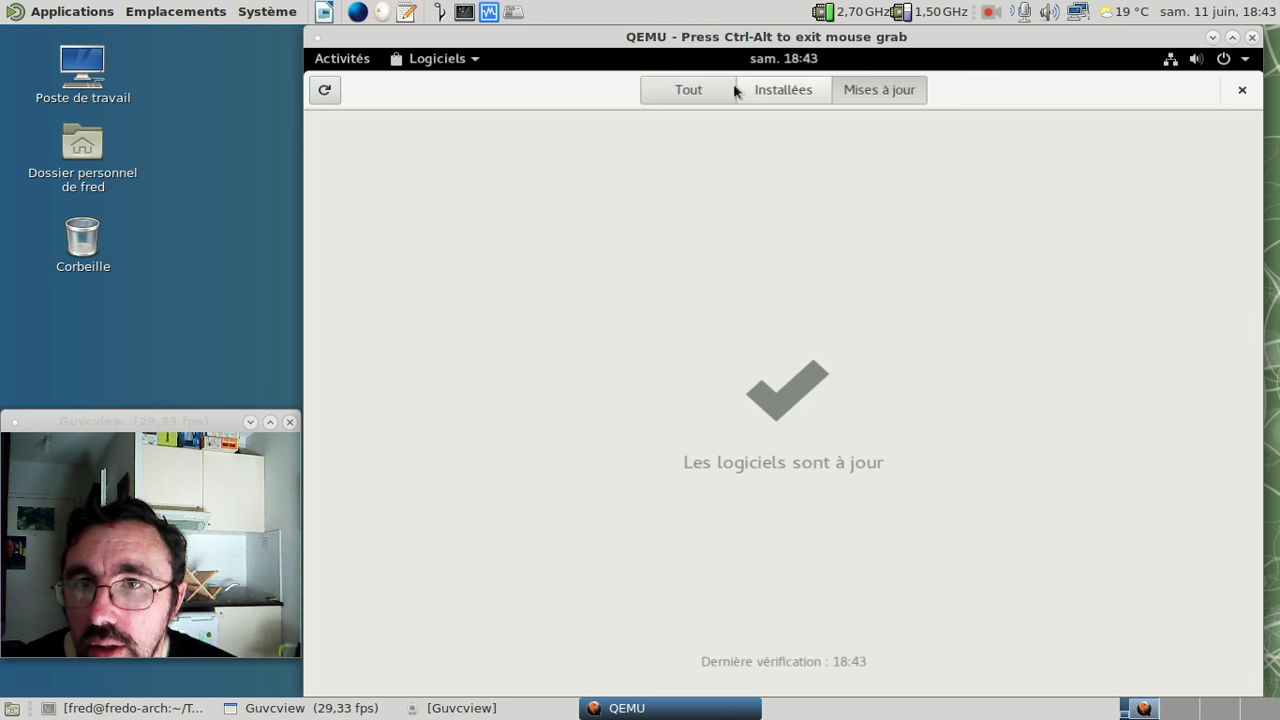 Applications Emplacements Système
2,70 GHz 1,50 GHz 19 °C sam. 11 juin, 18:43
Poste de travail
Dossier personnel
de fred
Corbeille
QEMU - Press Ctrl-Alt to exit mouse grab
Activités Logiciels sam. 18:43
Tout Installées Mises à jour
Les logiciels sont à jour
Dernière vérification : 18:43
Guvcview (29,33 fps)
[fred@fredo-arch:~/T... Guvcview (29,33 fps) [Guvcview] QEMU